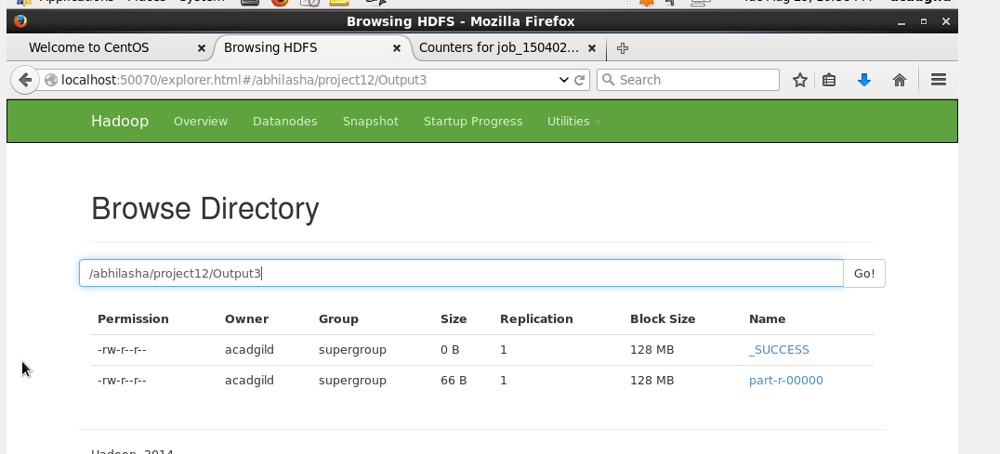 Browsing HDFS - Mozilla Firefox
Welcome to CentOS Browsing HDFS Counters for job_150402...
localhost:50070/explorer.html#/abhilasha/project12/Output3 Search
Hadoop Overview Datanodes Snapshot Startup Progress Utilities
Browse Directory
/abhilasha/project12/Output3 Go!
Permission Owner Group Size Replication Block Size Name
-rw-r--r-- acadgild supergroup 0 B 1 128 MB _SUCCESS
-rw-r--r-- acadgild supergroup 66 B 1 128 MB part-r-00000
Hadoop, 2014.